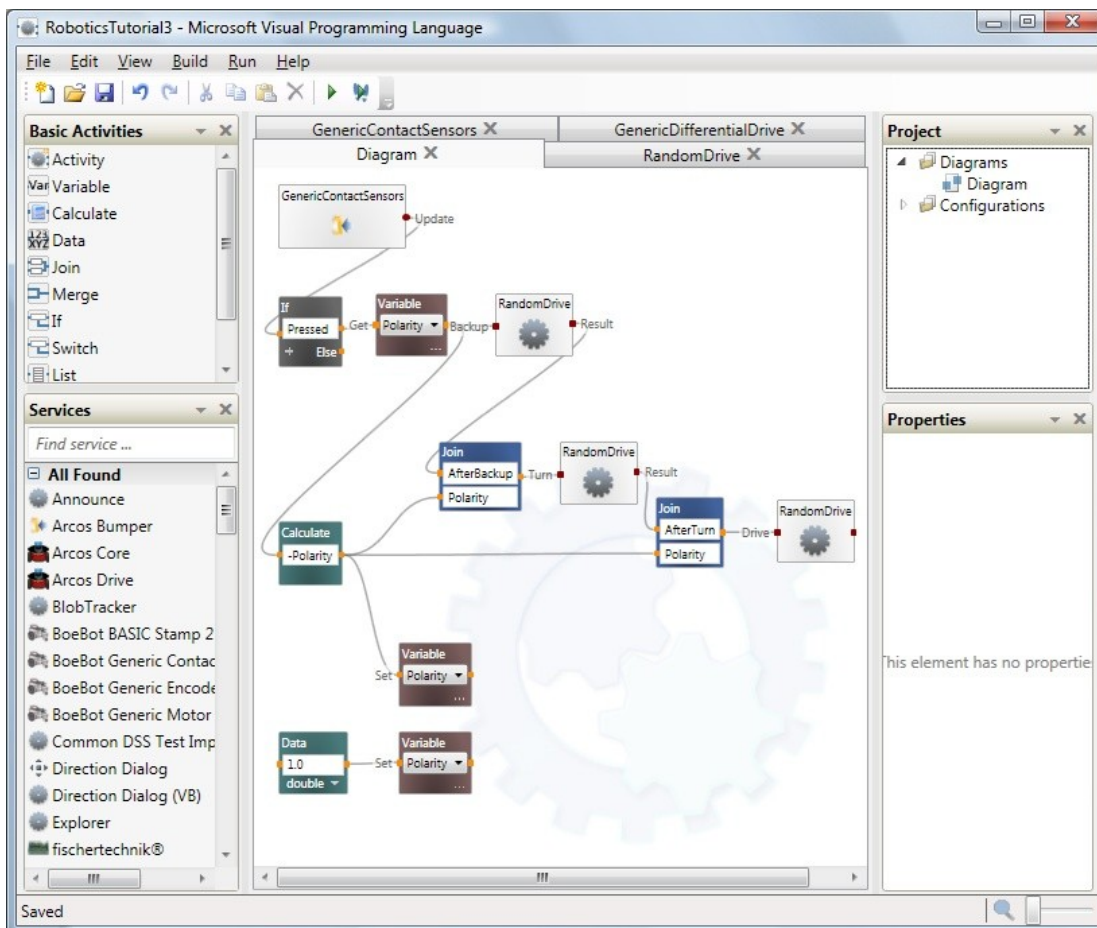 RoboticsTutorial3 - Microsoft Visual Programming Language
File Edit View Build Run Help
Basic Activities
Activity
Var Variable
Calculate
123 XYZ Data
Join
Merge
If
Switch
List
Services
Find service ...
All Found
Announce
Arcos Bumper
Arcos Core
Arcos Drive
BlobTracker
BoeBot BASIC Stamp 2
BoeBot Generic Contac
BoeBot Generic Encode
BoeBot Generic Motor
Common DSS Test Imp
Direction Dialog
Direction Dialog (VB)
Explorer
fischertechnik®
GenericContactSensors GenericDifferentialDrive
Diagram RandomDrive
GenericContactSensors
Update
If
Pressed
Else
Get
Variable
Polarity
...
Backup
RandomDrive
Result
Join
AfterBackup
Polarity
Turn
RandomDrive
Result
Join
AfterTurn
Polarity
Drive
RandomDrive
Calculate
-Polarity
Set
Variable
Polarity
...
Data
1.0
double
Set
Variable
Polarity
...
Project
Diagrams
Diagram
Configurations
Properties
This element has no propertie
Saved